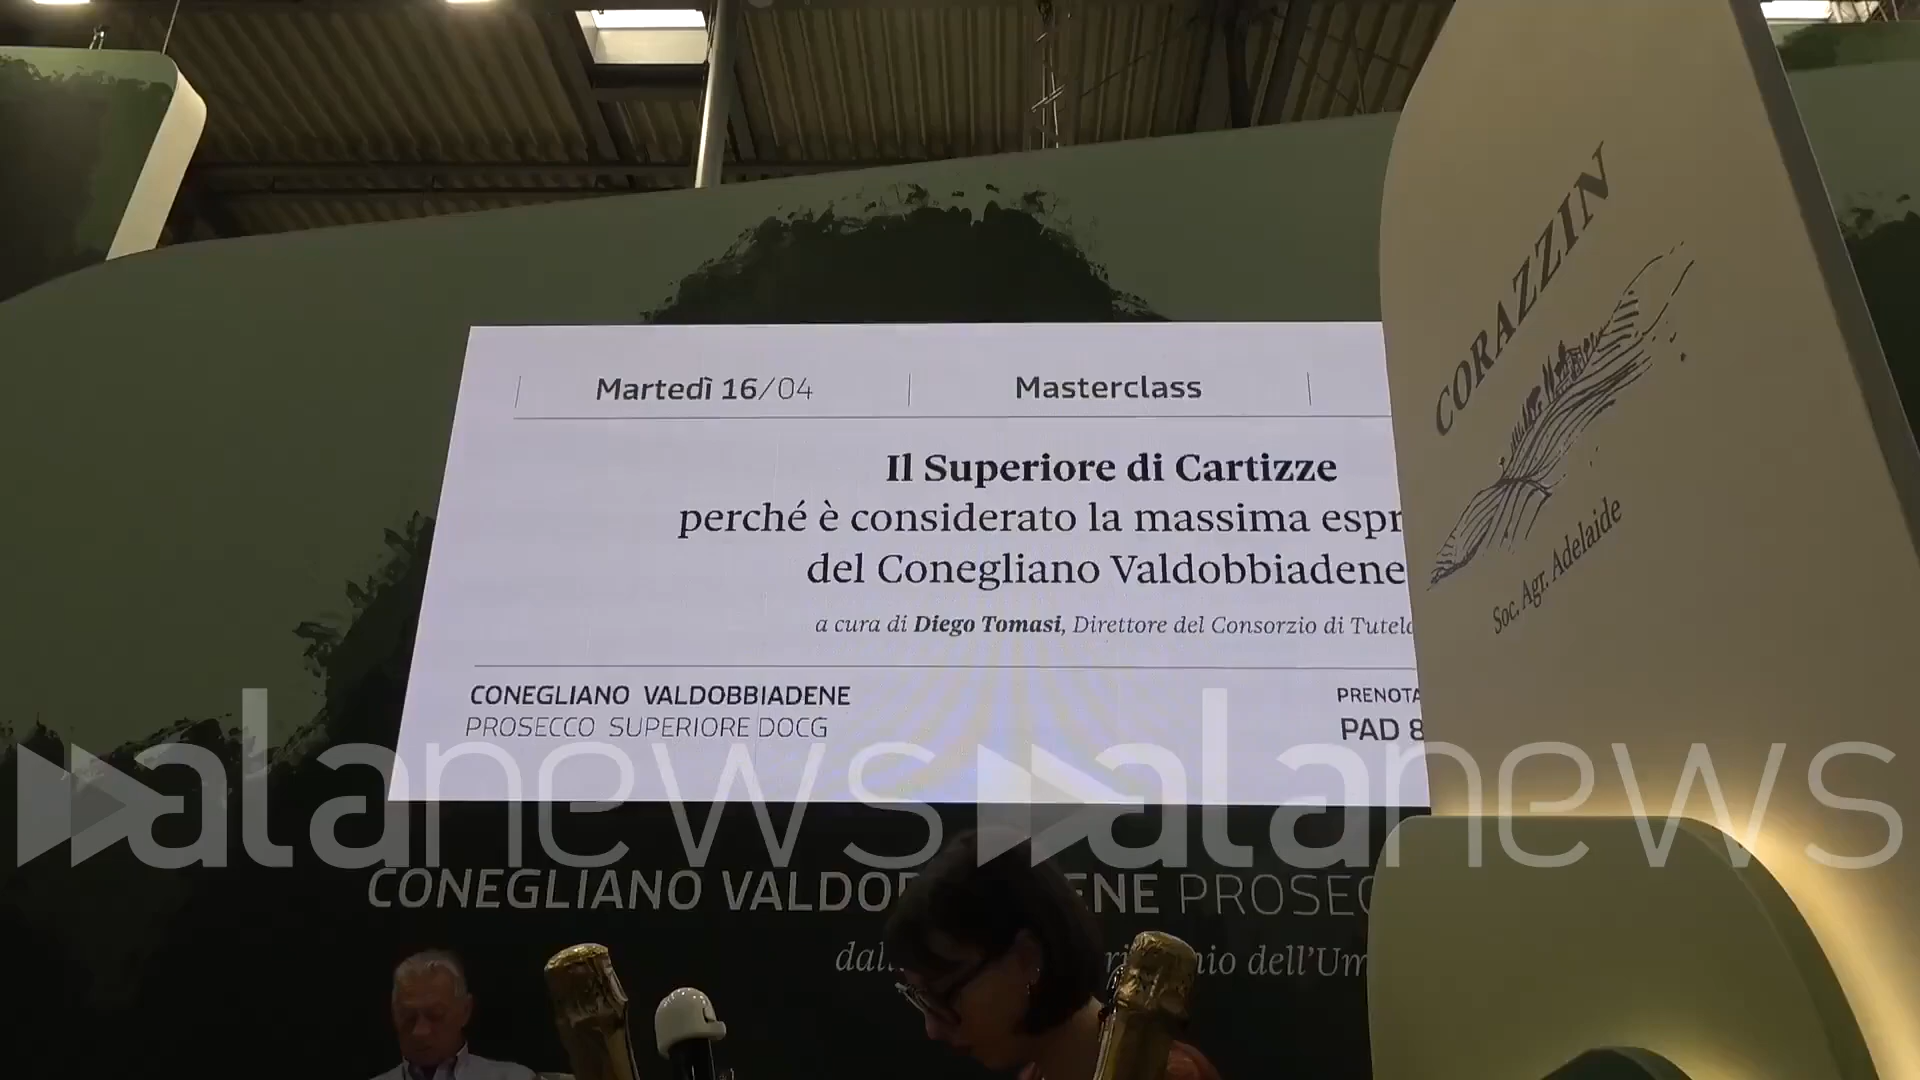 Martedì 16/04
Masterclass
Il Superiore di Cartizze
perché è considerato la massima espr
del Conegliano Valdobbiadene
a cura di Diego Tomasi, Direttore del Consorzio di Tutela
CONEGLIANO VALDOBBIADENE
PROSECCO SUPERIORE DOCG
PRENOTA
PAD 8
CORAZZIN
Soc. Agr. Adelaide
alanews alanews
CONEGLIANO VALDO ENE PROSEC
dell'Um